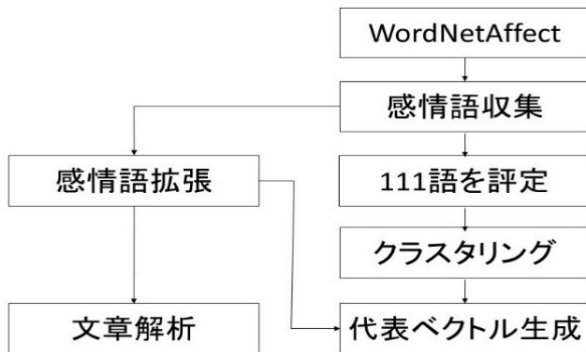 WordNetAffect
感情語収集
感情語拡張
111語を評定
クラスタリング
文章解析
代表ベクトル生成